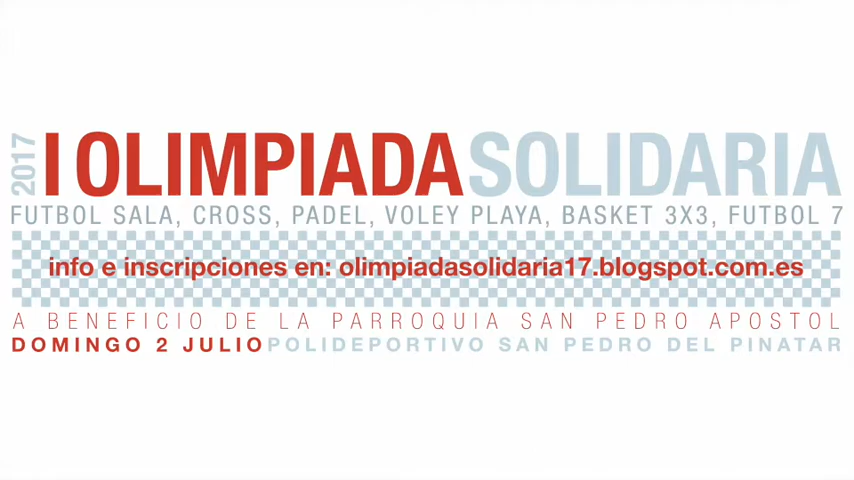 2017
I OLIMPIADA SOLIDARIA
FUTBOL SALA, CROSS, PADEL, VOLEY PLAYA, BASKET 3X3, FUTBOL 7
info e inscripciones en: olimpiadasolidaria17.blogspot.com.es
A BENEFICIO DE LA PARROQUIA SAN PEDRO APOSTOL
DOMINGO 2 JULIO POLIDEPORTIVO SAN PEDRO DEL PINATAR